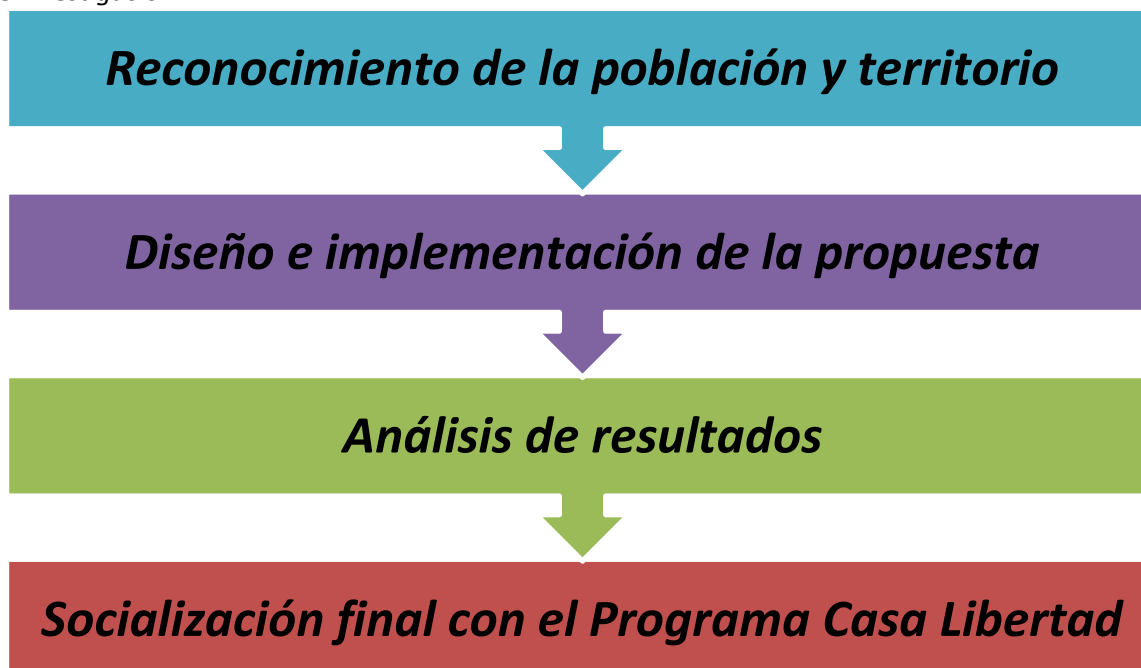 Reconocimiento de la población y territorio
Diseño e implementación de la propuesta
Análisis de resultados
Socialización final con el Programa Casa Libertad